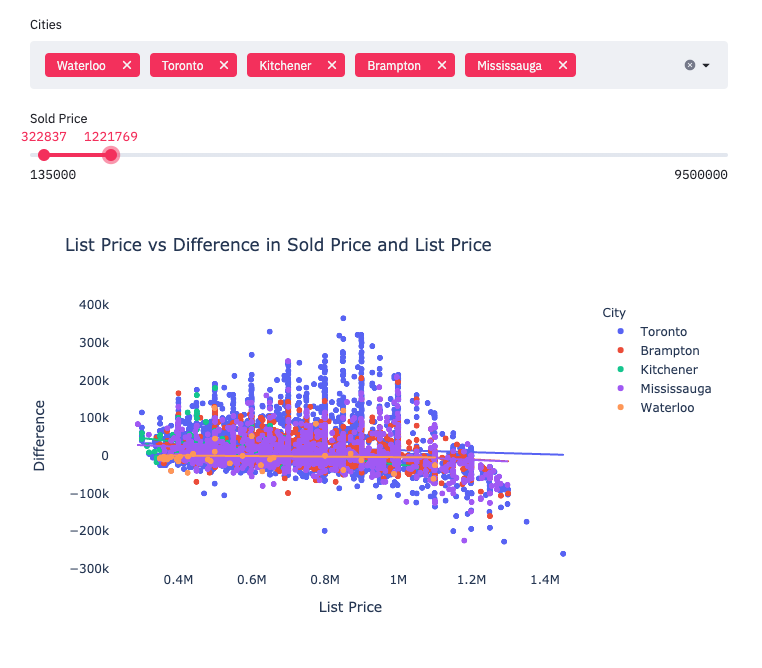 Cities
Waterloo × Toronto × Kitchener × Brampton × Mississauga ×
Sold Price
322837 1221769
135000 9500000
List Price vs Difference in Sold Price and List Price
400k
300k
200k
100k
0
−100k
−200k
−300k
Difference
0.4M 0.6M 0.8M 1M 1.2M 1.4M
List Price
City
Toronto
Brampton
Kitchener
Mississauga
Waterloo